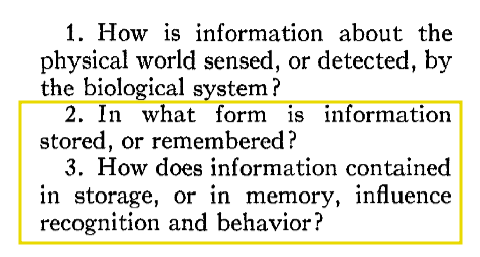 1. How is information about the
physical world sensed, or detected, by
the biological system?
2. In what form is information
stored, or remembered?
3. How does information contained
in storage, or in memory, influence
recognition and behavior?